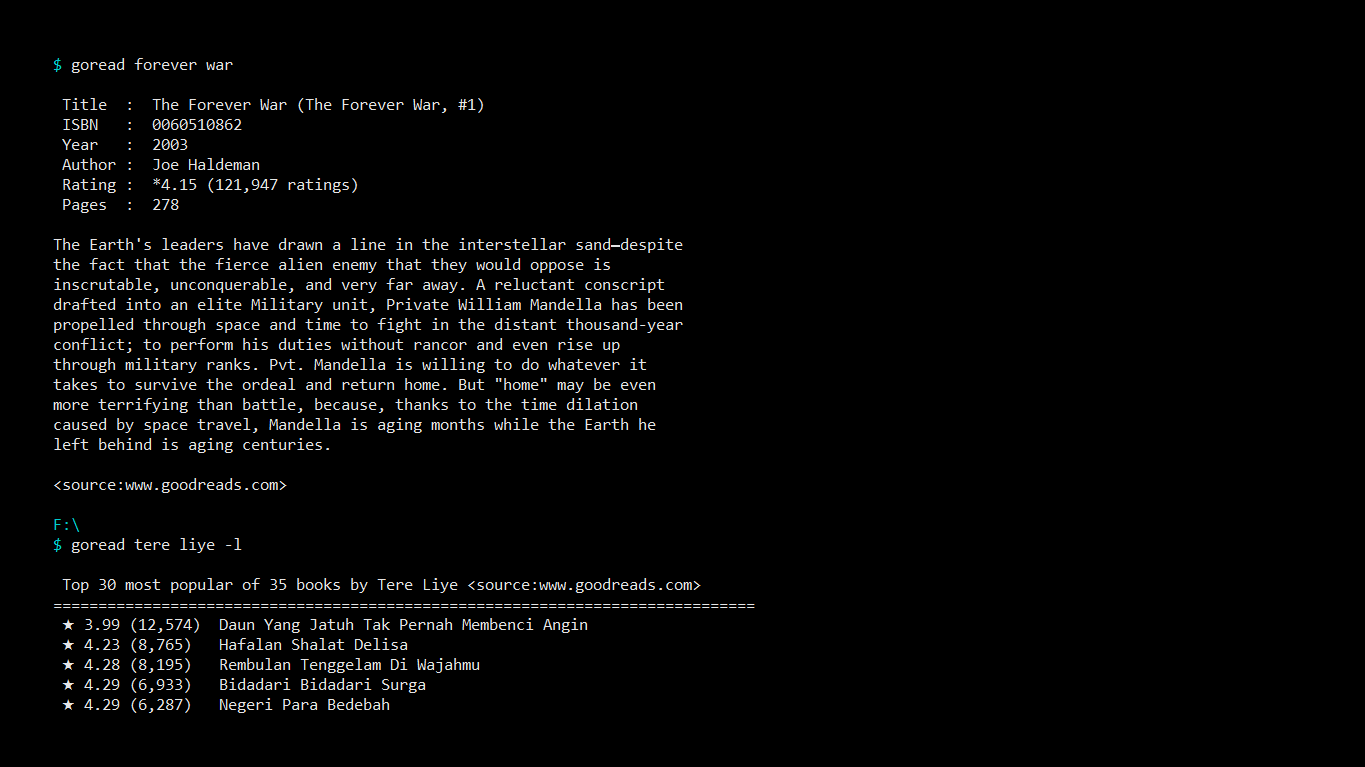 $ goread forever war
Title  :  The Forever War (The Forever War, #1)
ISBN   :  0060510862
Year   :  2003
Author :  Joe Haldeman
Rating :  *4.15 (121,947 ratings)
Pages  :  278
The Earth's leaders have drawn a line in the interstellar sand—despite
the fact that the fierce alien enemy that they would oppose is
inscrutable, unconquerable, and very far away. A reluctant conscript
drafted into an elite Military unit, Private William Mandella has been
propelled through space and time to fight in the distant thousand-year
conflict; to perform his duties without rancor and even rise up
through military ranks. Pvt. Mandella is willing to do whatever it
takes to survive the ordeal and return home. But "home" may be even
more terrifying than battle, because, thanks to the time dilation
caused by space travel, Mandella is aging months while the Earth he
left behind is aging centuries.
<source:www.goodreads.com>
F:\
$ goread tere liye -l
Top 30 most popular of 35 books by Tere Liye <source:www.goodreads.com>
==============================================================================
★ 3.99 (12,574)  Daun Yang Jatuh Tak Pernah Membenci Angin
★ 4.23 (8,765)   Hafalan Shalat Delisa
★ 4.28 (8,195)   Rembulan Tenggelam Di Wajahmu
★ 4.29 (6,933)   Bidadari Bidadari Surga
★ 4.29 (6,287)   Negeri Para Bedebah